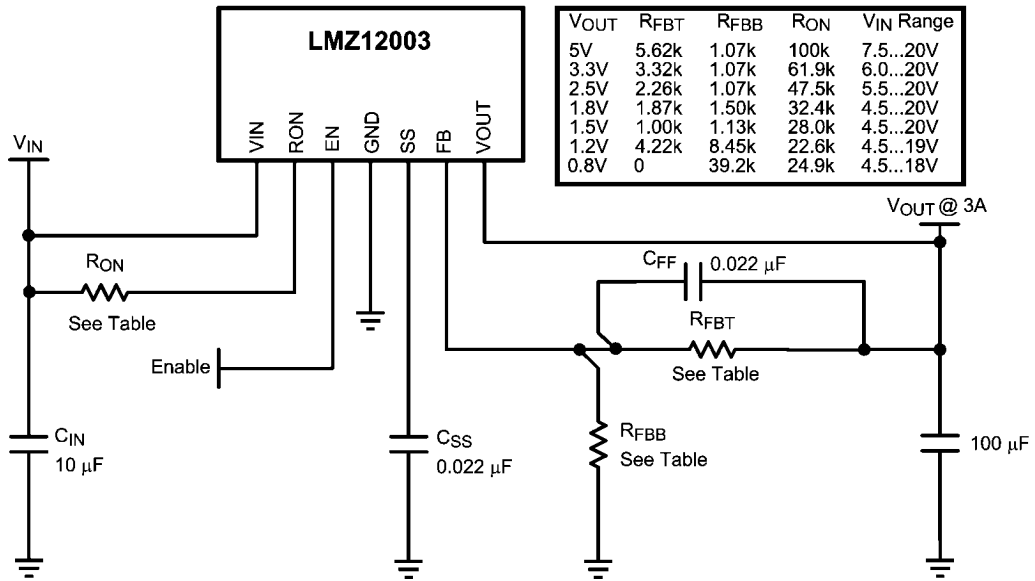 LMZ12003
VIN
RON
EN
GND
SS
FB
VOUT
VOUT RFBT RFBB RON VIN Range
5V 5.62k 1.07k 100k 7.5...20V
3.3V 3.32k 1.07k 61.9k 6.0...20V
2.5V 2.26k 1.07k 47.5k 5.5...20V
1.8V 1.87k 1.50k 32.4k 4.5...20V
1.5V 1.00k 1.13k 28.0k 4.5...20V
1.2V 4.22k 8.45k 22.6k 4.5...19V
0.8V 0 39.2k 24.9k 4.5...18V
VIN
VOUT @ 3A
RON
See Table
CFF 0.022 µF
RFBT
See Table
Enable
CIN
10 µF
CSS
0.022 µF
RFBB
See Table
100 µF